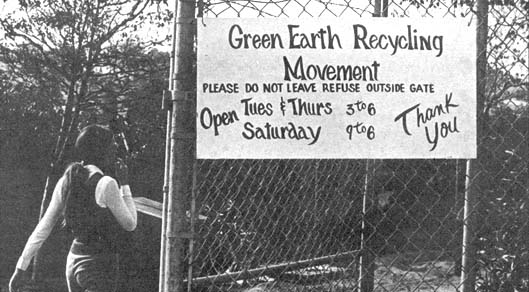 Green Earth Recycling
Movement
PLEASE DO NOT LEAVE REFUSE OUTSIDE GATE
Open Tues & Thurs 3 to 6
Saturday 9 to 6
Thank
You